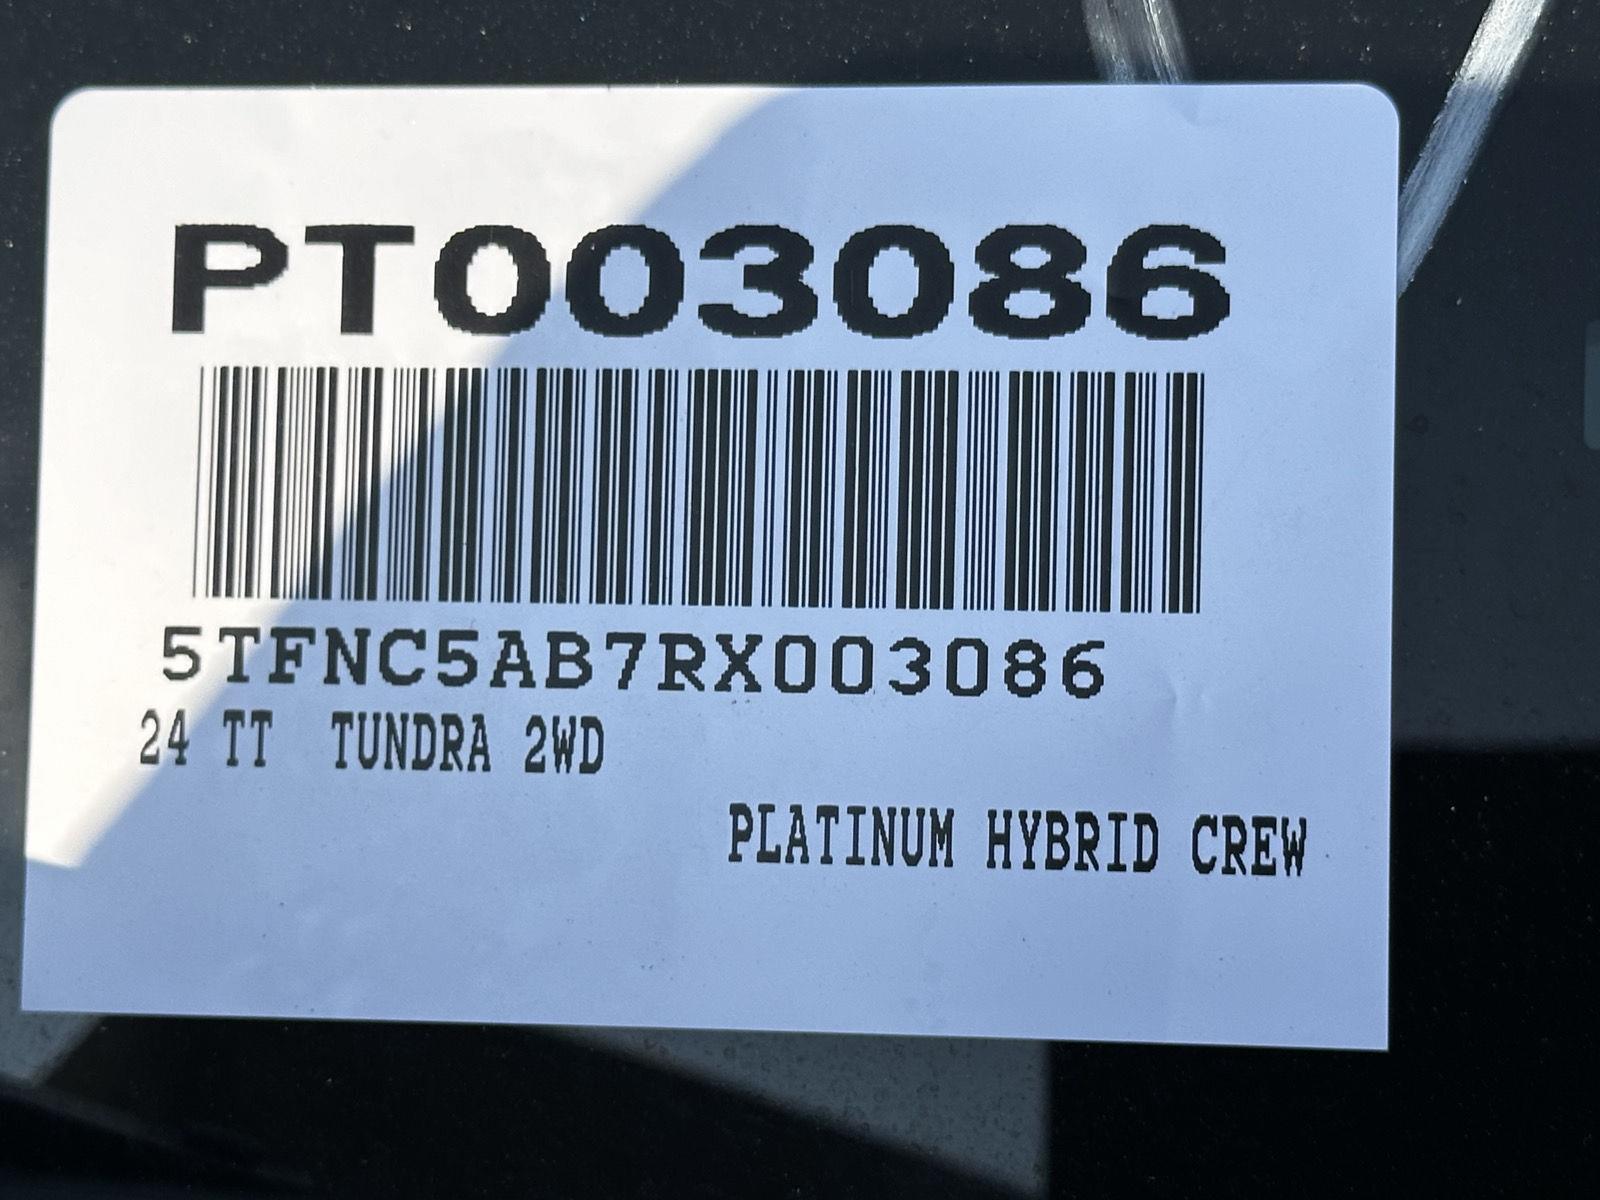 PT003086
5TFNC5AB7RX003086
24 TT TUNDRA 2WD
PLATINUM HYBRID CREW